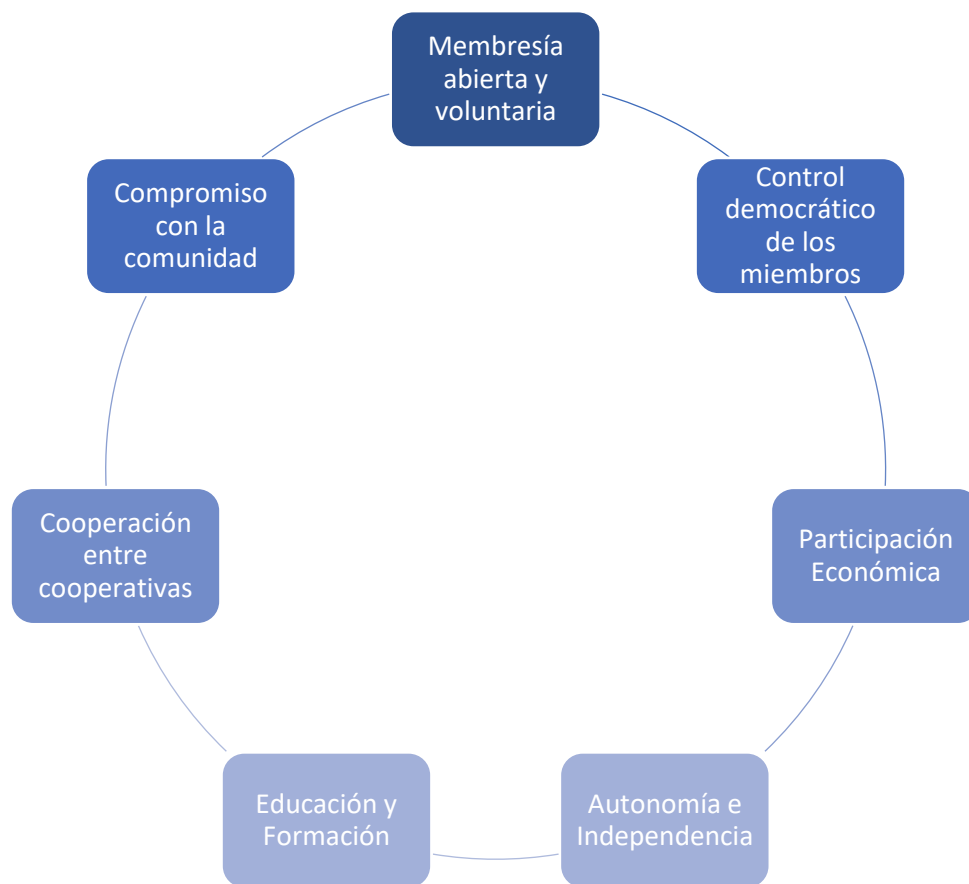 Membresía
abierta y
voluntaria
Control
democrático
de los
miembros
Participación
Económica
Autonomía e
Independencia
Educación y
Formación
Cooperación
entre
cooperativas
Compromiso
con la
comunidad